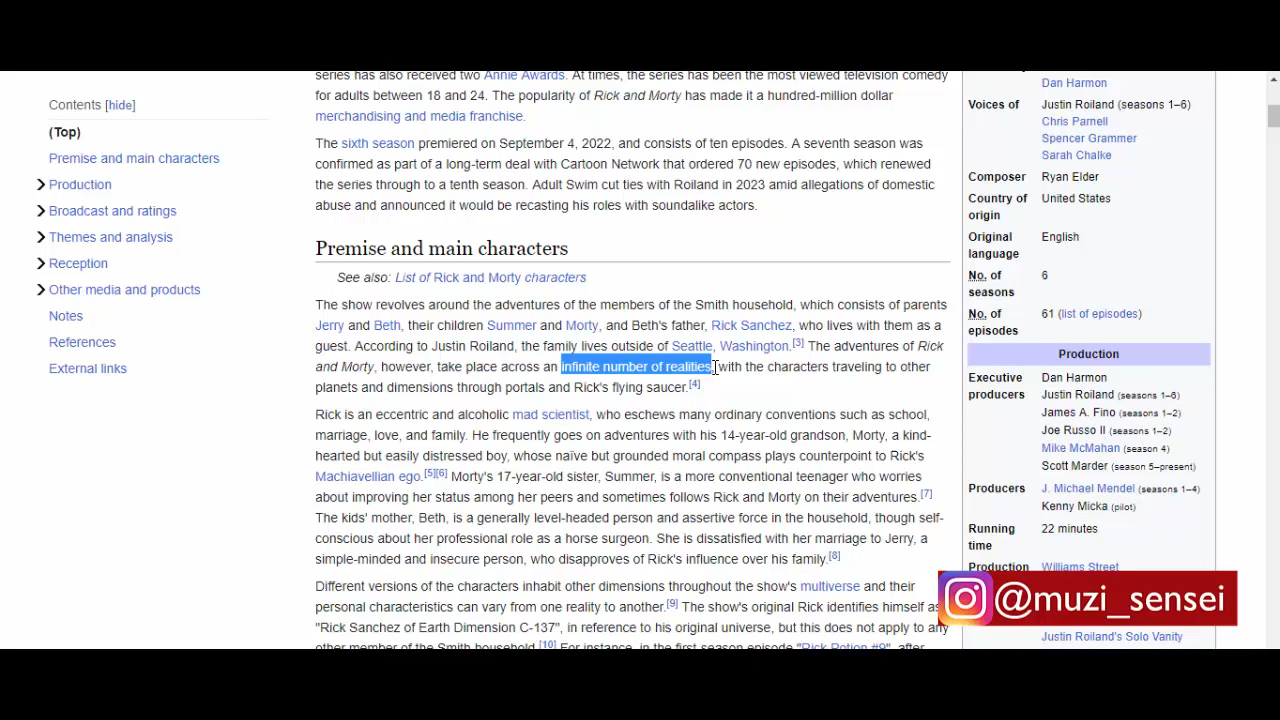 Contents [hide]
(Top)
Premise and main characters
Production
Broadcast and ratings
Themes and analysis
Reception
Other media and products
Notes
References
External links
series has also received two Annie Awards. At times, the series has been the most viewed television comedy
for adults between 18 and 24. The popularity of Rick and Morty has made it a hundred-million dollar
merchandising and media franchise.
The sixth season premiered on September 4, 2022, and consists of ten episodes. A seventh season was
confirmed as part of a long-term deal with Cartoon Network that ordered 70 new episodes, which renewed
the series through to a tenth season. Adult Swim cut ties with Roiland in 2023 amid allegations of domestic
abuse and announced it would be recasting his roles with soundalike actors.
Premise and main characters
See also: List of Rick and Morty characters
The show revolves around the adventures of the members of the Smith household, which consists of parents
Jerry and Beth, their children Summer and Morty, and Beth's father, Rick Sanchez, who lives with them as a
guest. According to Justin Roiland, the family lives outside of Seattle, Washington.[3] The adventures of Rick
and Morty, however, take place across an infinite number of realities, with the characters traveling to other
planets and dimensions through portals and Rick's flying saucer.[4]
Rick is an eccentric and alcoholic mad scientist, who eschews many ordinary conventions such as school,
marriage, love, and family. He frequently goes on adventures with his 14-year-old grandson, Morty, a kind-
hearted but easily distressed boy, whose naïve but grounded moral compass plays counterpoint to Rick's
Machiavellian ego.[5][6] Morty's 17-year-old sister, Summer, is a more conventional teenager who worries
about improving her status among her peers and sometimes follows Rick and Morty on their adventures.[7]
The kids' mother, Beth, is a generally level-headed person and assertive force in the household, though self-
conscious about her professional role as a horse surgeon. She is dissatisfied with her marriage to Jerry, a
simple-minded and insecure person, who disapproves of Rick's influence over his family.[8]
Different versions of the characters inhabit other dimensions throughout the show's multiverse and their
personal characteristics can vary from one reality to another.[9] The show's original Rick identifies himself as
"Rick Sanchez of Earth Dimension C-137", in reference to his original universe, but this does not apply to any
other member of the Smith household.[10] For instance, in the first season episode "Rick Potion #9", after
Dan Harmon
Voices of Justin Roiland (seasons 1–6)
Chris Parnell
Spencer Grammer
Sarah Chalke
Composer Ryan Elder
Country of United States
origin
Original English
language
No. of 6
seasons
No. of 61 (list of episodes)
episodes
Production
Executive Dan Harmon
producers Justin Roiland (seasons 1–6)
James A. Fino (seasons 1–2)
Joe Russo II (seasons 1–2)
Mike McMahan (season 4)
Scott Marder (season 5–present)
Producers J. Michael Mendel (seasons 1–4)
Kenny Micka (pilot)
Running 22 minutes
time
Production Williams Street
@muzi_sensei
Justin Roiland's Solo Vanity